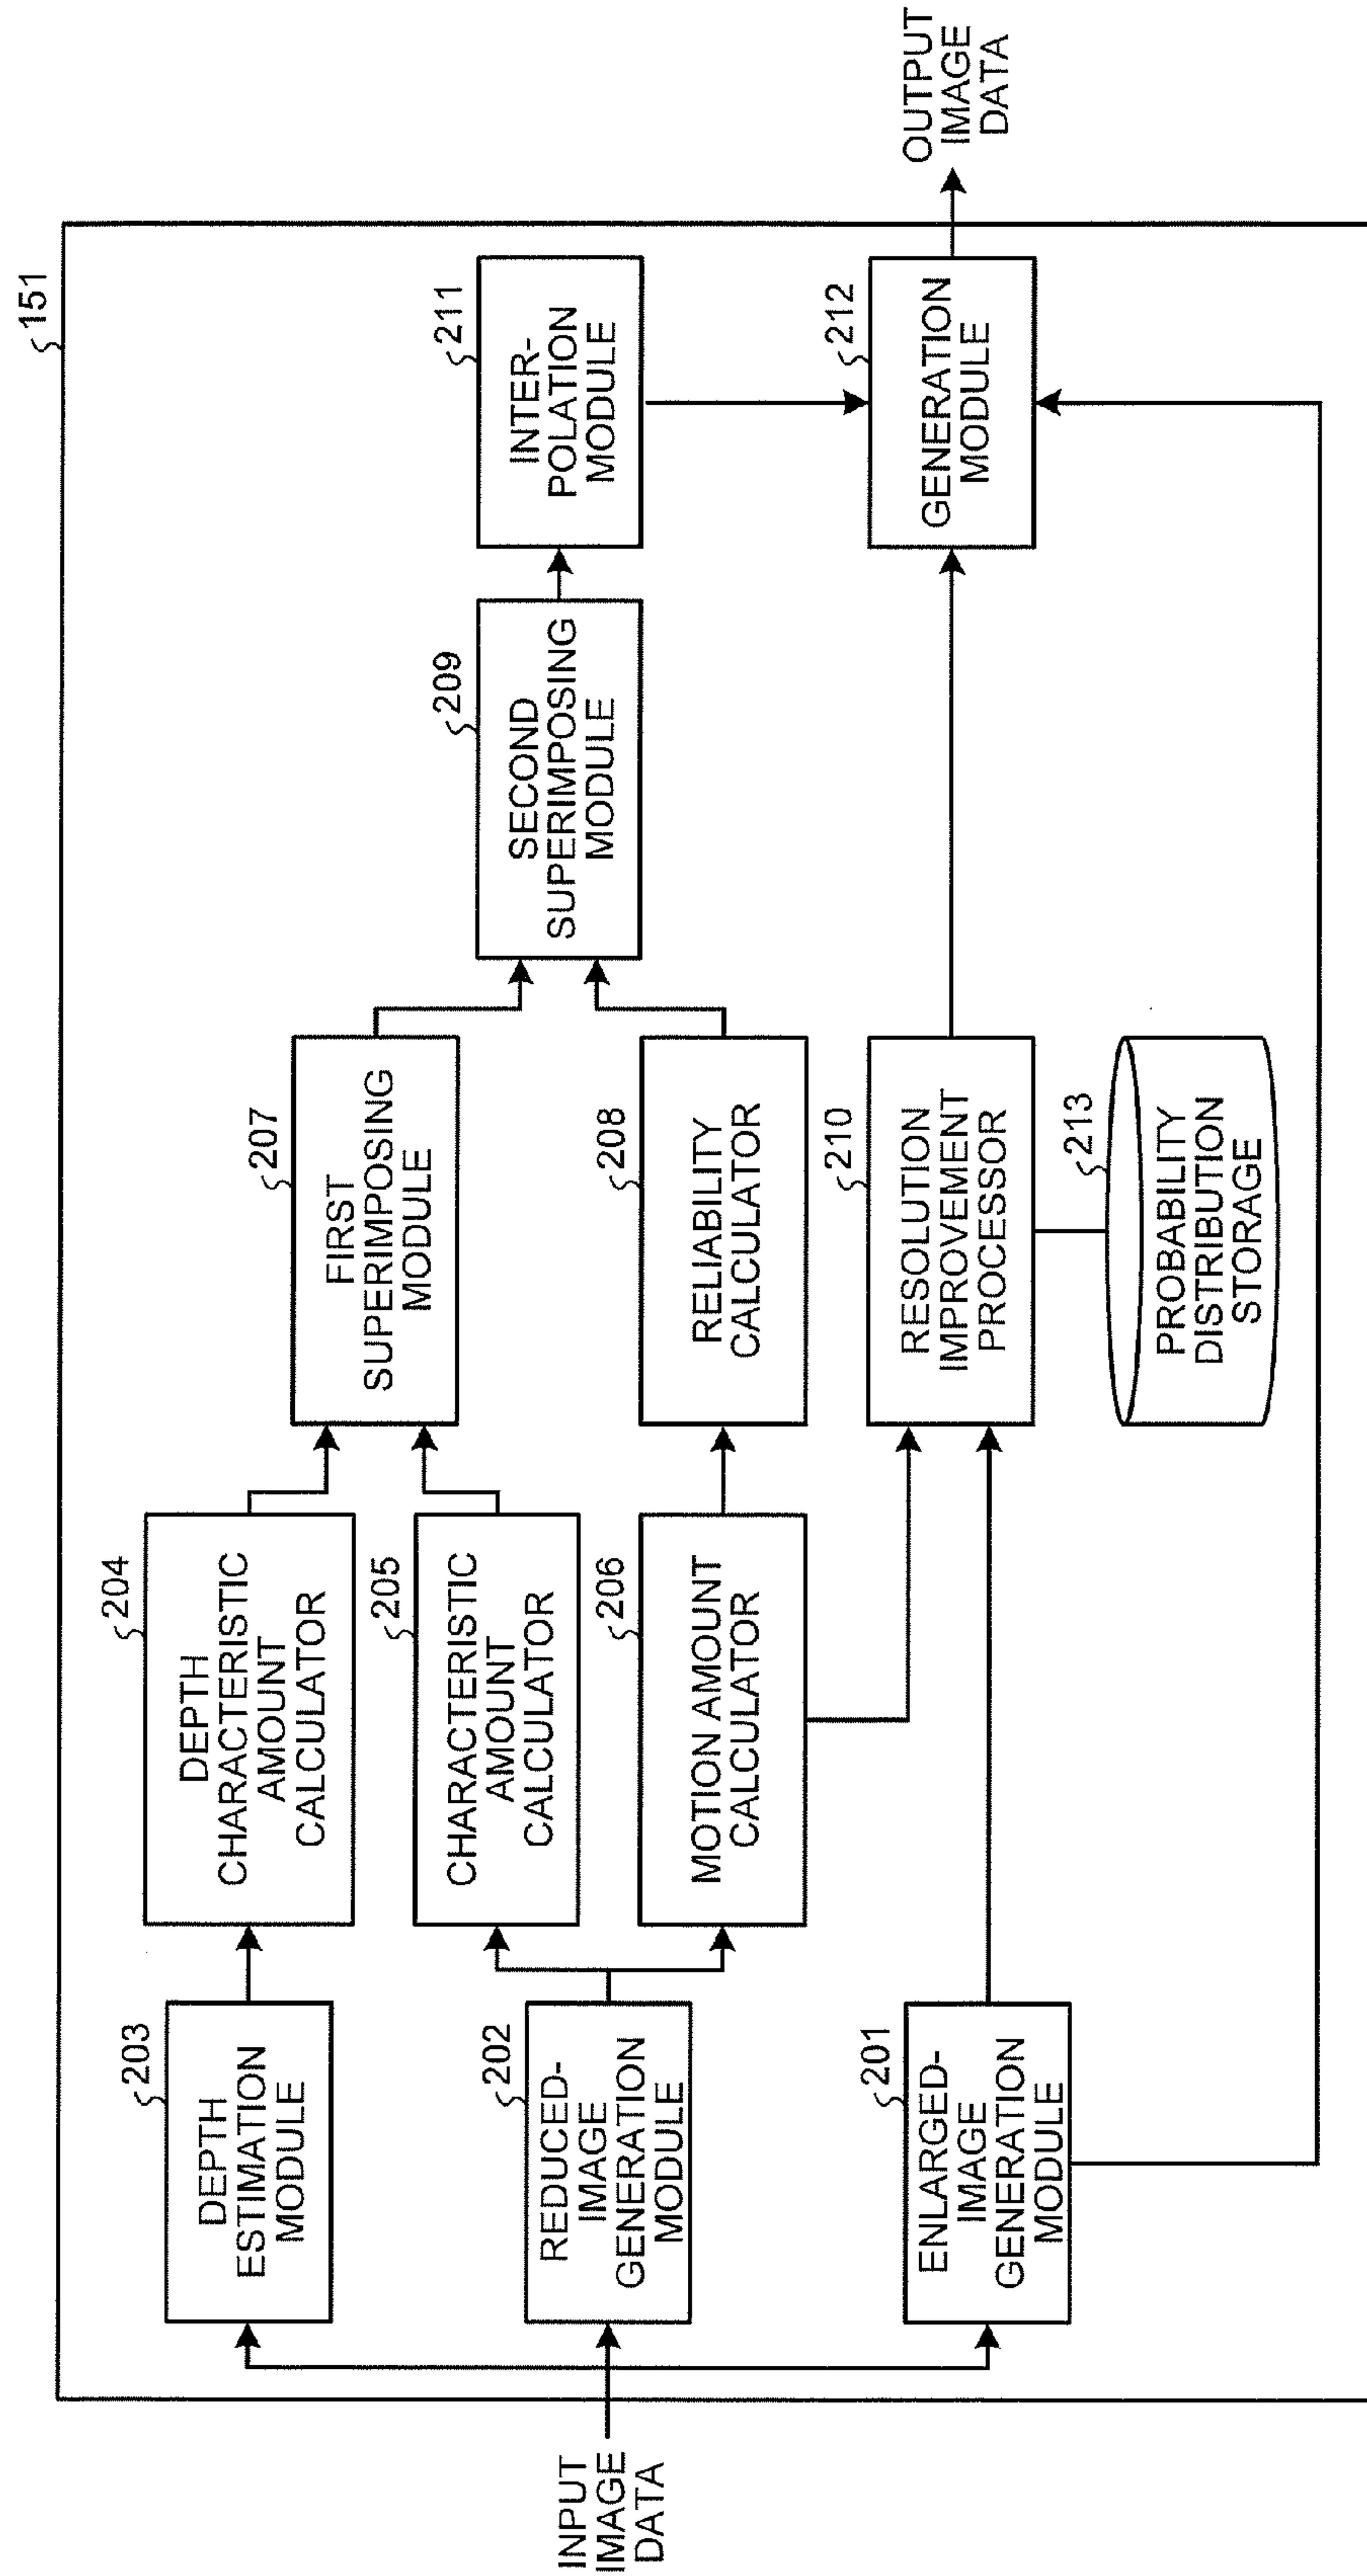 151
INPUT
IMAGE
DATA
203
DEPTH
ESTIMATION
MODULE
202
REDUCED-
IMAGE
GENERATION
MODULE
201
ENLARGED-
IMAGE
GENERATION
MODULE
204
DEPTH
CHARACTERISTIC
AMOUNT
CALCULATOR
205
CHARACTERISTIC
AMOUNT
CALCULATOR
206
MOTION AMOUNT
CALCULATOR
207
FIRST
SUPERIMPOSING
MODULE
208
RELIABILITY
CALCULATOR
210
RESOLUTION
IMPROVEMENT
PROCESSOR
213
PROBABILITY
DISTRIBUTION
STORAGE
209
SECOND
SUPERIMPOSING
MODULE
211
INTER-
POLATION
MODULE
212
GENERATION
MODULE
OUTPUT
IMAGE
DATA